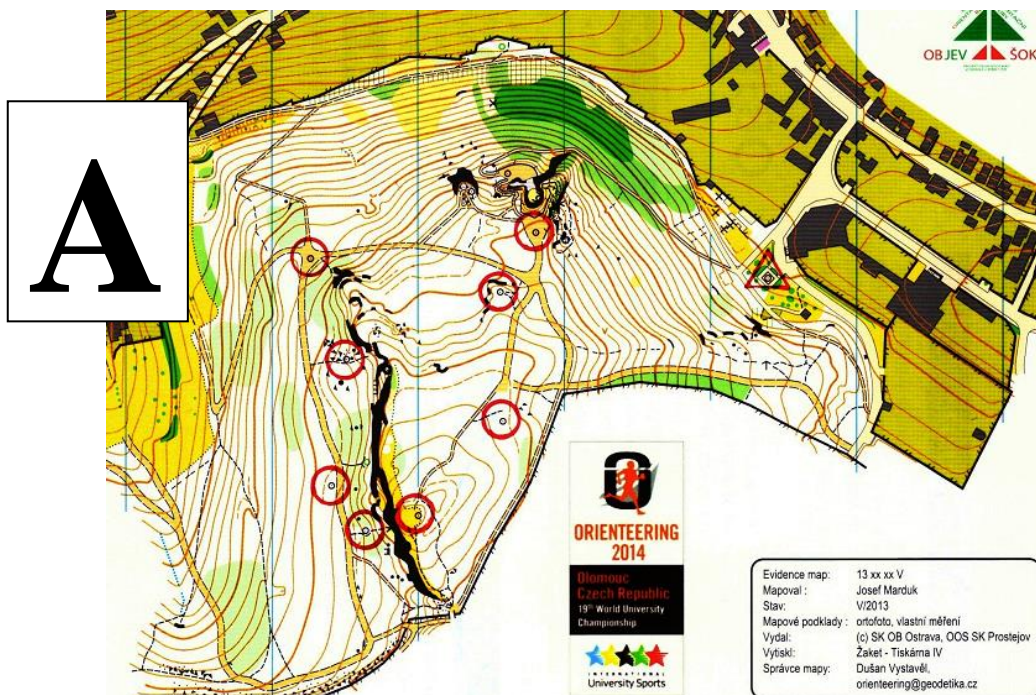 OBJEV ŠOK
A
ORIENTEERING
2014
Olomouc
Czech Republic
19th World University
Championship
INTERNATIONAL
University Sports
Evidence map: 13 xx xx V
Mapoval : Josef Marduk
Stav: V/2013
Mapové podklady : ortofoto, vlastní měření
Vydal: (c) SK OB Ostrava, OOS SK Prostejov
Vytiskl: Žaket - Tiskárna IV
Správce mapy: Dušan Vystavěl,
orienteering@geodetika.cz